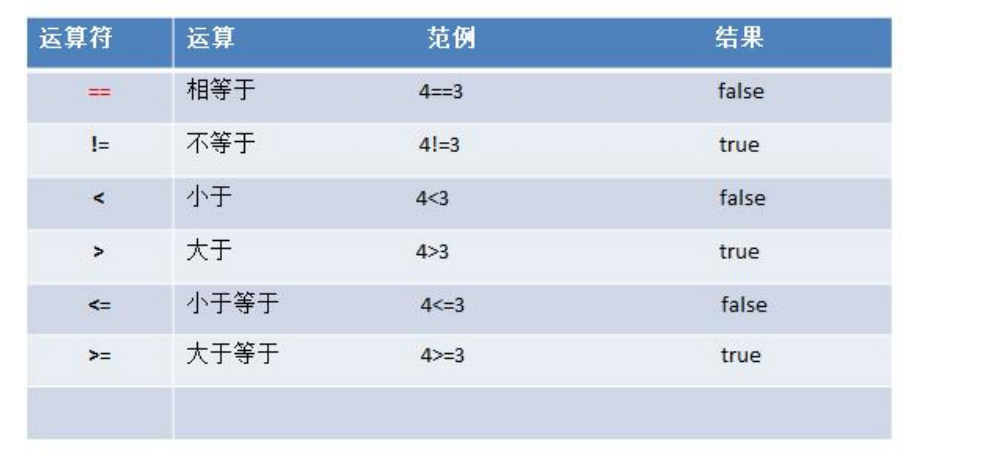 运算符 运算 范例 结果
== 相等于 4==3 false
!= 不等于 4!=3 true
< 小于 4<3 false
> 大于 4>3 true
<= 小于等于 4<=3 false
>= 大于等于 4>=3 true